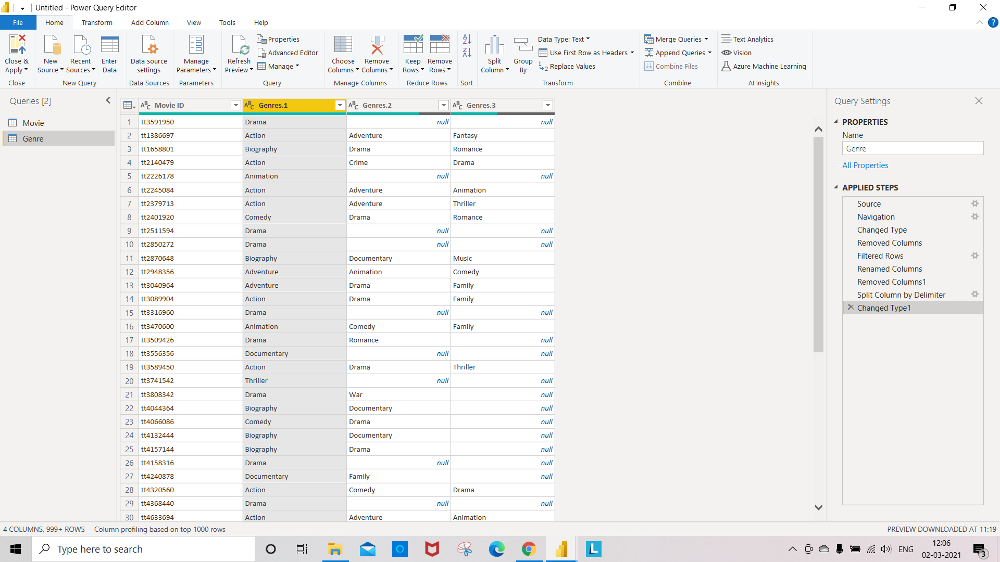 Untitled - Power Query Editor
File Home Transform Add Column View Tools Help
Close & Apply
New Source
Recent Sources
Enter Data
Data source settings
Manage Parameters
Refresh Preview
Properties
Advanced Editor
Manage
Choose Columns
Remove Columns
Keep Rows
Remove Rows
Split Column
Group By
Data Type: Text
Use First Row as Headers
Replace Values
Merge Queries
Append Queries
Combine Files
Text Analytics
Vision
Azure Machine Learning
Close New Query Data Sources Parameters Query Manage Columns Reduce Rows Sort Transform Combine AI Insights
Queries [2]
Movie
Genre
Movie ID Genres.1 Genres.2 Genres.3
1 tt3591950 Drama null null
2 tt1386697 Action Adventure Fantasy
3 tt1658801 Biography Drama Romance
4 tt2140479 Action Crime Drama
5 tt2226178 Animation null null
6 tt2245084 Action Adventure Animation
7 tt2379713 Action Adventure Thriller
8 tt2401920 Comedy Drama Romance
9 tt2511594 Drama null null
10 tt2850272 Drama null null
11 tt2870648 Biography Documentary Music
12 tt2948356 Adventure Animation Comedy
13 tt3040964 Adventure Drama Family
14 tt3089904 Action Drama Family
15 tt3316960 Drama null null
16 tt3470600 Animation Comedy Family
17 tt3509426 Drama Romance null
18 tt3556356 Documentary null null
19 tt3589450 Action Drama Thriller
20 tt3741542 Thriller null null
21 tt3808342 Drama War null
22 tt4044364 Biography Documentary null
23 tt4066086 Comedy Drama null
24 tt4132444 Biography Documentary null
25 tt4157144 Biography Drama null
26 tt4158316 Drama null null
27 tt4240878 Documentary Family null
28 tt4320560 Action Comedy Drama
29 tt4368440 Drama null null
30 tt4633694 Action Adventure Animation
Query Settings
PROPERTIES
Name
Genre
All Properties
APPLIED STEPS
Source
Navigation
Changed Type
Removed Columns
Filtered Rows
Renamed Columns
Removed Columns1
Split Column by Delimiter
Changed Type1
4 COLUMNS, 999+ ROWS Column profiling based on top 1000 rows
PREVIEW DOWNLOADED AT 11:19
Type here to search
L
ENG
12:06
02-03-2021
3